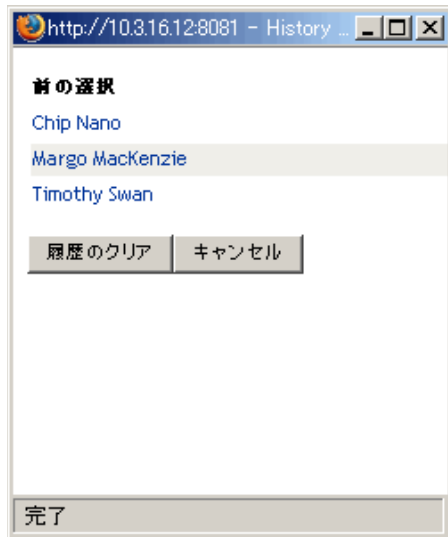 http://10.3.16.12:8081 - History ...
前の選択
Chip Nano
Margo MacKenzie
Timothy Swan
履歴のクリア キャンセル
完了